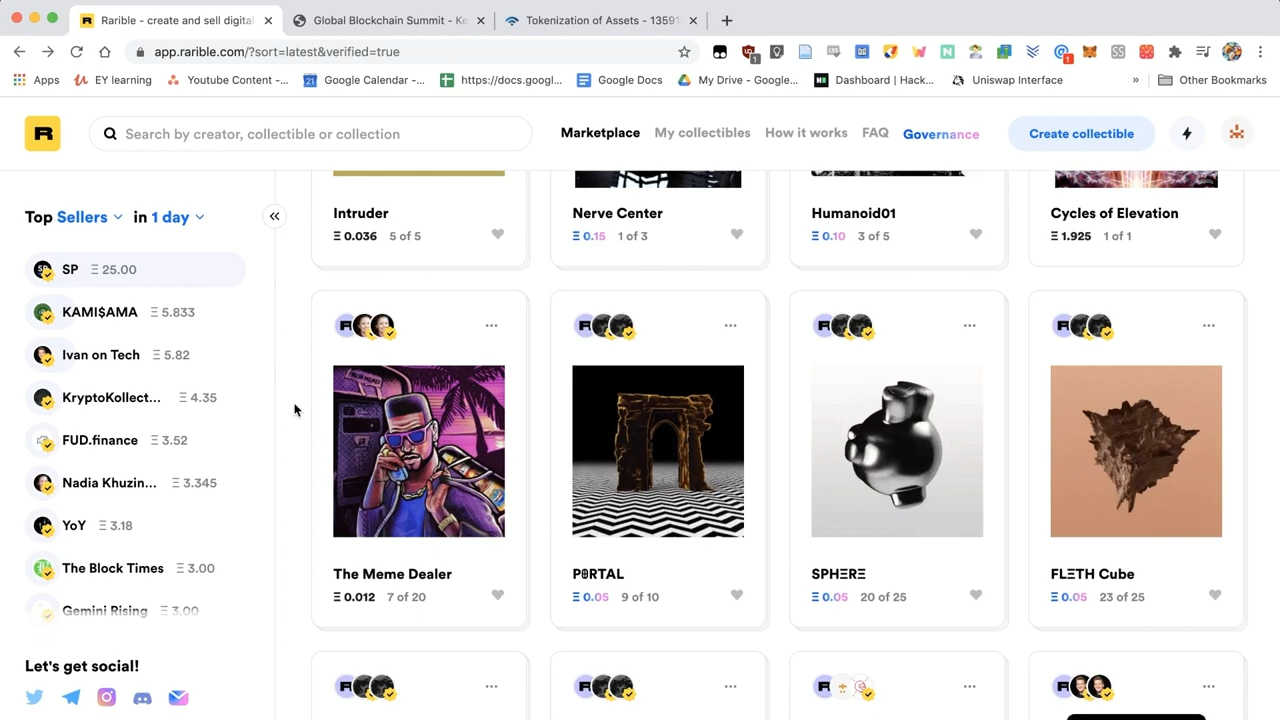 Rarible - create and sell digital
Global Blockchain Summit - Ke
Tokenization of Assets - 13591
app.rarible.com/?sort=latest&verified=true
Apps
EY learning
Youtube Content -...
Google Calendar -...
https://docs.googl...
Google Docs
My Drive - Google...
Dashboard | Hack...
Uniswap Interface
»
Other Bookmarks
R
Search by creator, collectible or collection
Marketplace
My collectibles
How it works
FAQ
Governance
Create collectible
Top Sellers in 1 day
SP Ξ 25.00
KAMI$AMA Ξ 5.833
Ivan on Tech Ξ 5.82
KryptoKollect... Ξ 4.35
FUD.finance Ξ 3.52
Nadia Khuzin... Ξ 3.345
YoY Ξ 3.18
The Block Times Ξ 3.00
Gemini Rising Ξ 3.00
Let's get social!
Intruder
Ξ 0.036 5 of 5
Nerve Center
Ξ 0.15 1 of 3
Humanoid01
Ξ 0.10 3 of 5
Cycles of Elevation
Ξ 1.925 1 of 1
The Meme Dealer
Ξ 0.012 7 of 20
PØRTAL
Ξ 0.05 9 of 10
SPHΞRΞ
Ξ 0.05 20 of 25
FLΞTH Cube
Ξ 0.05 23 of 25